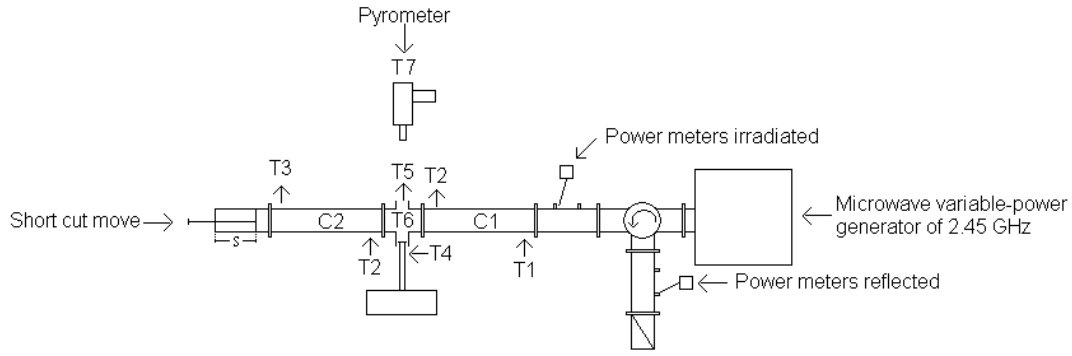 Pyrometer
T7
Power meters irradiated
T3
T5
T2
Short cut move
C2
T6
C1
Microwave variable-power
generator of 2.45 GHz
s
T2
T4
T1
Power meters reflected